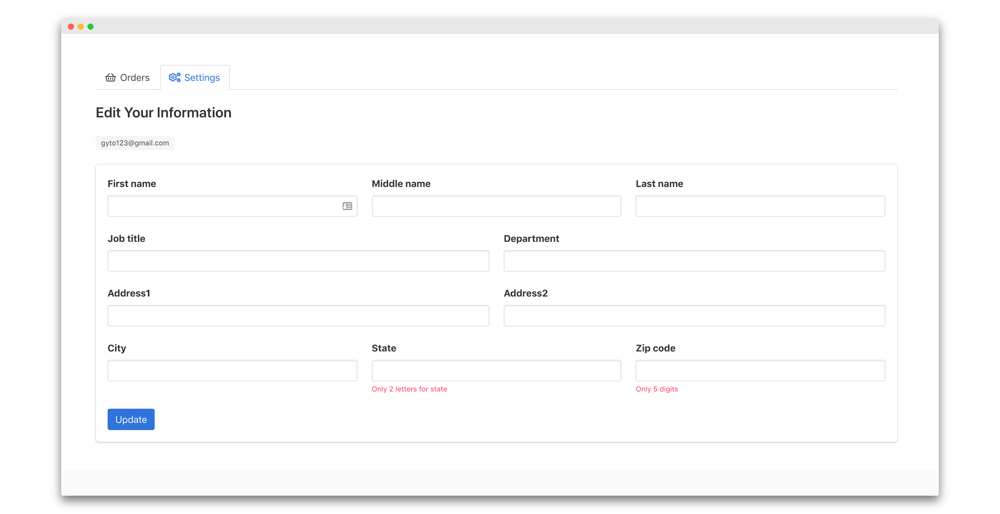 Orders Settings
Edit Your Information
gyto123@gmail.com
First name Middle name Last name
Job title Department
Address1 Address2
City State Zip code
Only 2 letters for state Only 5 digits
Update